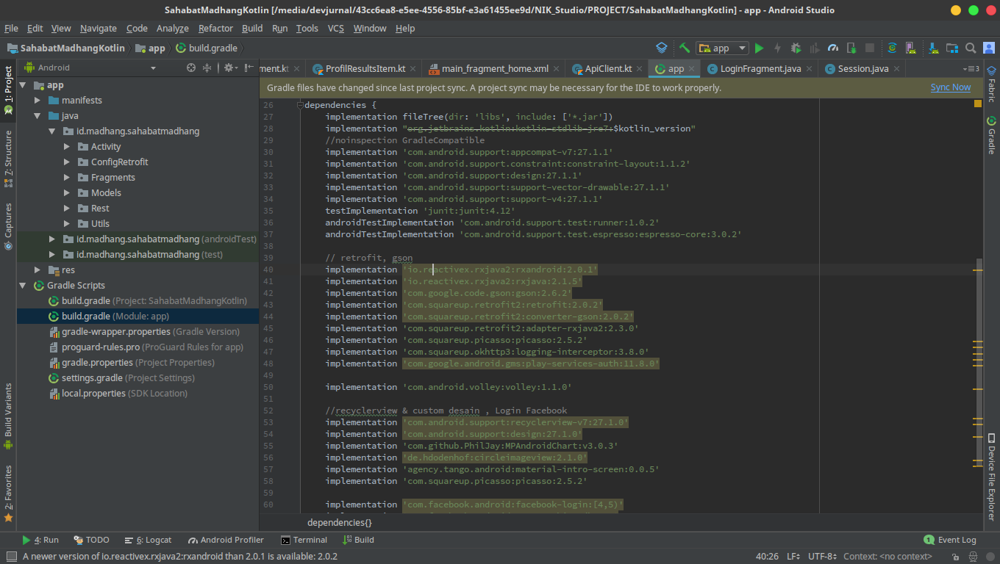 SahabatMadhangKotlin [/media/devjurnal/43cc6ea8-e5ee-4556-85bf-e3a61455ee9d/NIK_Studio/PROJECT/SahabatMadhangKotlin] - app - Android Studio
File Edit View Navigate Code Analyze Refactor Build Run Tools VCS Window Help
SahabatMadhangKotlin app build.gradle app
Android ment.kt ProfilResultsItem.kt main_fragment_home.xml ApiClient.kt app LoginFragment.java Session.java 3
Gradle files have changed since last project sync. A project sync may be necessary for the IDE to work properly. Sync Now
1: Project
7: Structure
Captures
Build Variants
2: Favorites
app
manifests
java
id.madhang.sahabatmadhang
Activity
ConfigRetrofit
Fragments
Models
Rest
Utils
id.madhang.sahabatmadhang (androidTest)
id.madhang.sahabatmadhang (test)
res
Gradle Scripts
build.gradle (Project: SahabatMadhangKotlin)
build.gradle (Module: app)
gradle-wrapper.properties (Gradle Version)
proguard-rules.pro (ProGuard Rules for app)
gradle.properties (Project Properties)
settings.gradle (Project Settings)
local.properties (SDK Location)
26 dependencies {
27 implementation fileTree(dir: 'libs', include: ['*.jar'])
28 implementation "org.jetbrains.kotlin:kotlin-stdlib-jre7:$kotlin_version"
29 //noinspection GradleCompatible
30 implementation 'com.android.support:appcompat-v7:27.1.1'
31 implementation 'com.android.support.constraint:constraint-layout:1.1.2'
32 implementation 'com.android.support:design:27.1.1'
33 implementation 'com.android.support:support-vector-drawable:27.1.1'
34 implementation 'com.android.support:support-v4:27.1.1'
35 testImplementation 'junit:junit:4.12'
36 androidTestImplementation 'com.android.support.test:runner:1.0.2'
37 androidTestImplementation 'com.android.support.test.espresso:espresso-core:3.0.2'
38
39 // retrofit, gson
40 implementation 'io.reactivex.rxjava2:rxandroid:2.0.1'
41 implementation 'io.reactivex.rxjava2:rxjava:2.1.5'
42 implementation 'com.google.code.gson:gson:2.6.2'
43 implementation 'com.squareup.retrofit2:retrofit:2.0.2'
44 implementation 'com.squareup.retrofit2:converter-gson:2.0.2'
45 implementation 'com.squareup.retrofit2:adapter-rxjava2:2.3.0'
46 implementation 'com.squareup.picasso:picasso:2.5.2'
47 implementation 'com.squareup.okhttp3:logging-interceptor:3.8.0'
48 implementation 'com.google.android.gms:play-services-auth:11.8.0'
49
50 implementation 'com.android.volley:volley:1.1.0'
51
52 //recyclerview & custom desain , Login Facebook
53 implementation 'com.android.support:recyclerview-v7:27.1.0'
54 implementation 'com.android.support:design:27.1.0'
55 implementation 'com.github.PhilJay:MPAndroidChart:v3.0.3'
56 implementation 'de.hdodenhof:circleimageview:2.1.0'
57 implementation 'agency.tango.android:material-intro-screen:0.0.5'
58 implementation 'com.squareup.picasso:picasso:2.5.2'
59
60 implementation 'com.facebook.android:facebook-login:[4,5)'
dependencies{}
Fabric
Gradle
Device File Explorer
4: Run TODO 6: Logcat Android Profiler Terminal Build 1 Event Log
A newer version of io.reactivex.rxjava2:rxandroid than 2.0.1 is available: 2.0.2 40:26 LF UTF-8 Context: <no context>